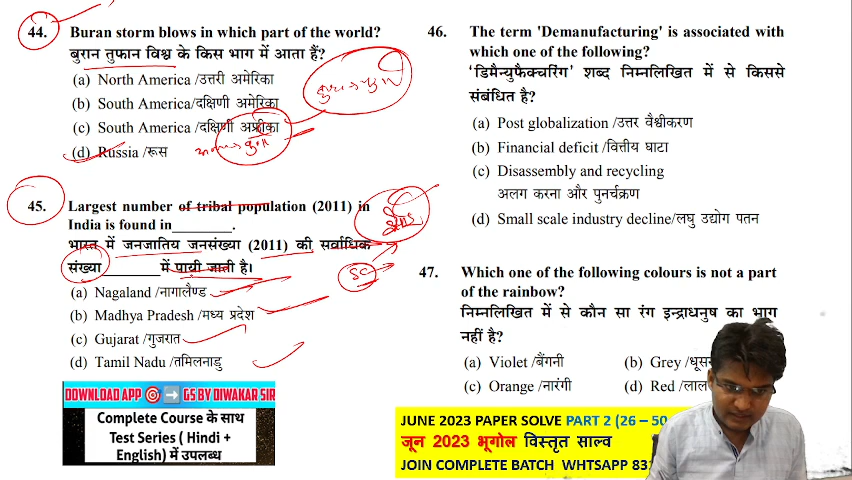 44. Buran storm blows in which part of the world?
बुरान तुफान विश्व के किस भाग में आता हैं?
(a) North America /उत्तरी अमेरिका
(b) South America /दक्षिणी अमेरिका
(c) South America /दक्षिणी अफ्रीका
(d) Russia /रूस
45. Largest number of tribal population (2011) in
India is found in________.
भारत में जनजातिय जनसंख्या (2011) की सर्वाधिक
संख्या ________ में पायी जाती है।
(a) Nagaland /नागालैण्ड
(b) Madhya Pradesh /मध्य प्रदेश
(c) Gujarat /गुजरात
(d) Tamil Nadu /तमिलनाडु
SC
DOWNLOAD APP ➡ GS BY DIWAKAR SIR
Complete Course के साथ
Test Series ( Hindi +
English) में उपलब्ध
46. The term 'Demanufacturing' is associated with
which one of the following?
'डिमैन्युफैक्चरिंग' शब्द निम्नलिखित में से किससे
संबंधित है?
(a) Post globalization /उत्तर वैश्वीकरण
(b) Financial deficit /वित्तीय घाटा
(c) Disassembly and recycling
अलग करना और पुनर्चक्रण
(d) Small scale industry decline /लघु उद्योग पतन
47. Which one of the following colours is not a part
of the rainbow?
निम्नलिखित में से कौन सा रंग इन्द्राधनुष का भाग
नहीं है?
(a) Violet /बैंगनी
(b) Grey
(c) Orange /नारंगी
(d) Red /लाल
JUNE 2023 PAPER SOLVE PART 2 (26 – 50
जून 2023 भूगोल विस्तृत साल्व
JOIN COMPLETE BATCH WHTSAPP 831